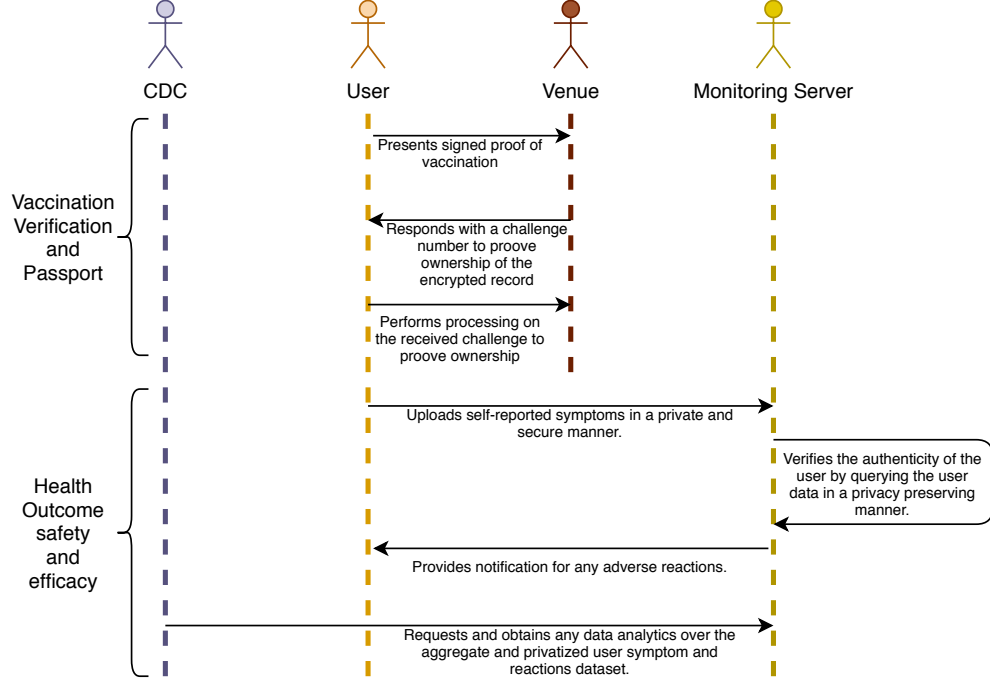 CDC
User
Venue
Monitoring Server
Vaccination
Verification
and
Passport
Presents signed proof of
vaccination
Responds with a challenge
number to proove
ownership of the
encrypted record
Performs processing on
the received challenge to
proove ownership
Health
Outcome
safety
and
efficacy
Uploads self-reported symptoms in a private and
secure manner.
Verifies the authenticity of the
user by querying the user
data in a privacy preserving
manner.
Provides notification for any adverse reactions.
Requests and obtains any data analytics over the
aggregate and privatized user symptom and
reactions dataset.